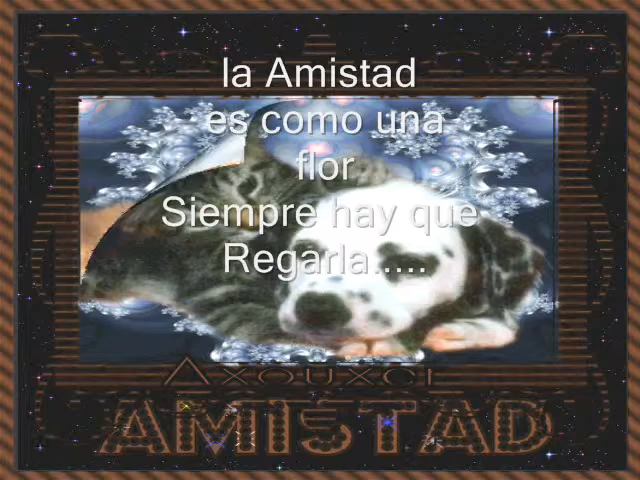 la Amistad
es como una
flor
Siempre hay que
Regarla.....
AMISTAD